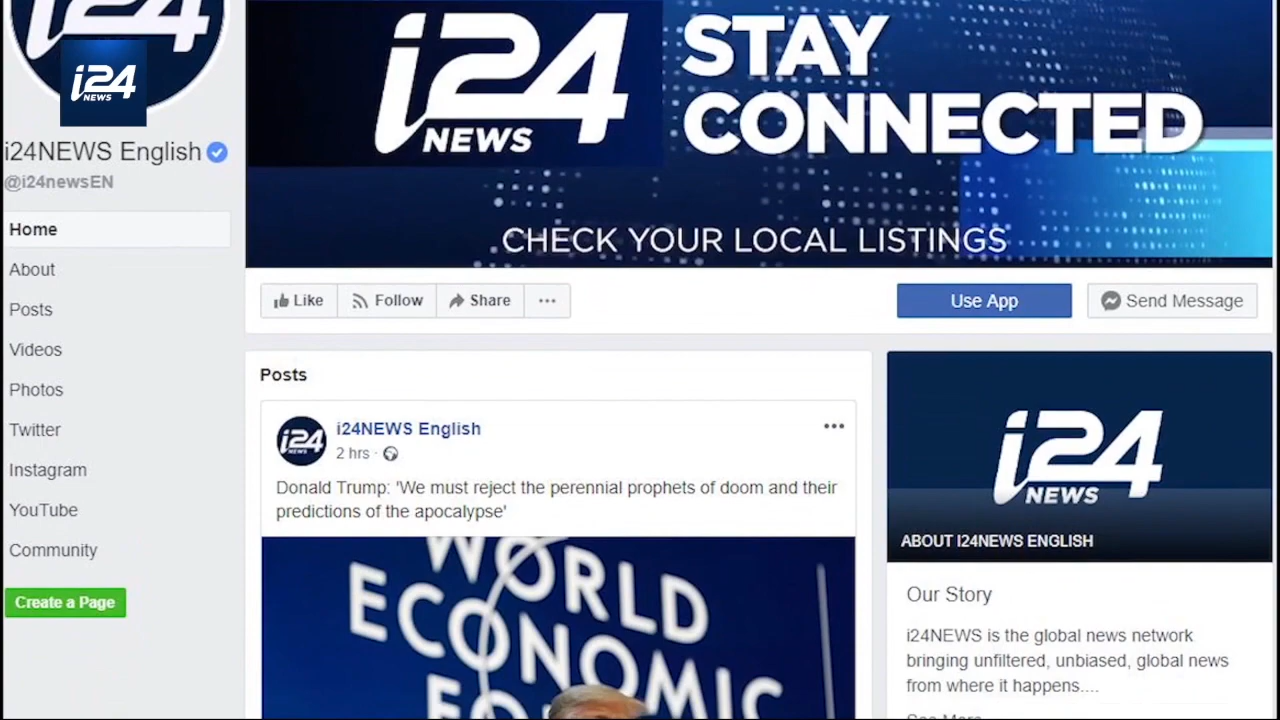 i24
i24
NEWS
i24NEWS English
@i24newsEN
Home
About
Posts
Videos
Photos
Twitter
Instagram
YouTube
Community
Create a Page
i24
NEWS
STAY
CONNECTED
CHECK YOUR LOCAL LISTINGS
Like Follow Share
Use App Send Message
Posts
i24NEWS English
i24
NEWS
2 hrs ·
Donald Trump: 'We must reject the perennial prophets of doom and their
predictions of the apocalypse'
WORLD
ECONOMIC
i24
NEWS
ABOUT I24NEWS ENGLISH
Our Story
i24NEWS is the global news network
bringing unfiltered, unbiased, global news
from where it happens....
See More